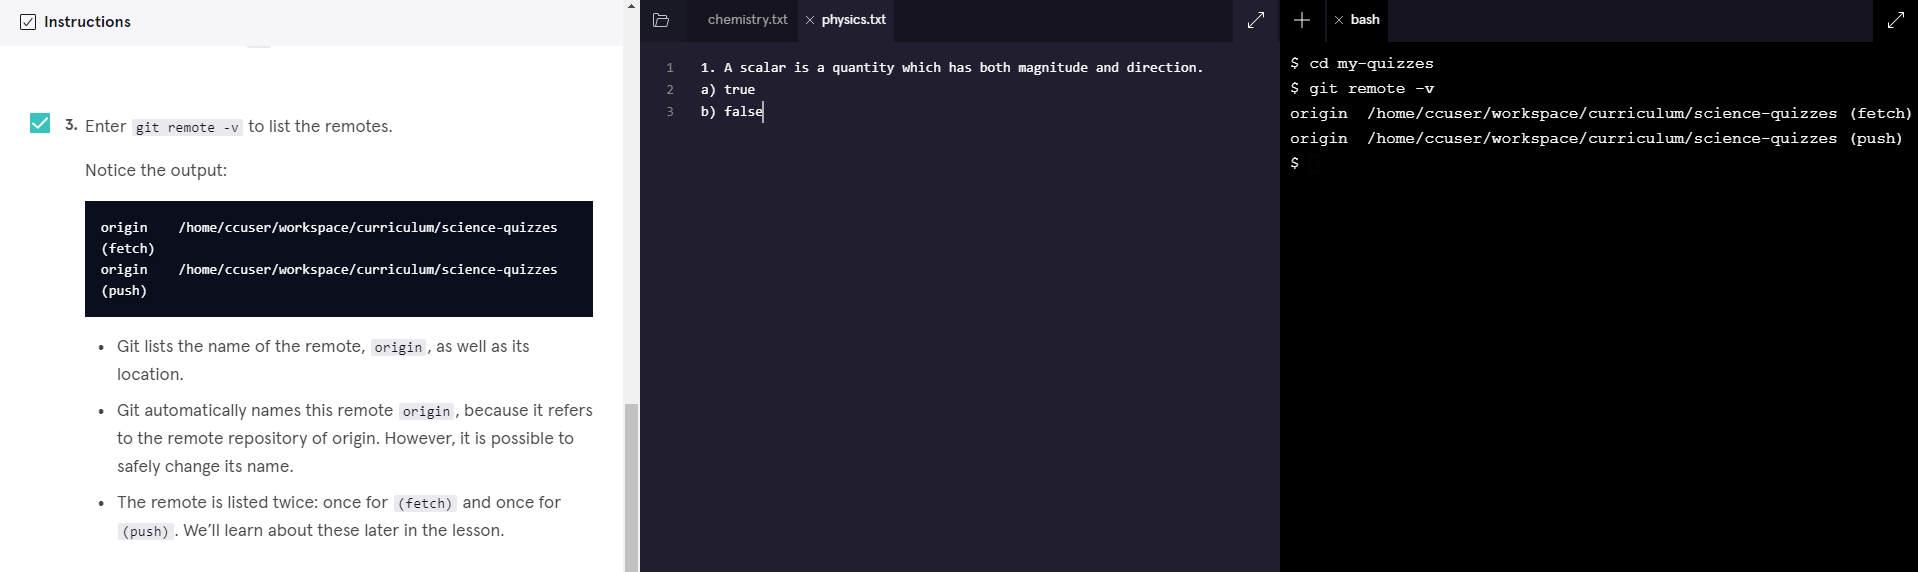 Instructions
3. Enter git remote -v to list the remotes.
Notice the output:
origin    /home/ccuser/workspace/curriculum/science-quizzes
(fetch)
origin    /home/ccuser/workspace/curriculum/science-quizzes
(push)
• Git lists the name of the remote, origin, as well as its
location.
• Git automatically names this remote origin, because it refers
to the remote repository of origin. However, it is possible to
safely change its name.
• The remote is listed twice: once for (fetch) and once for
(push). We’ll learn about these later in the lesson.
chemistry.txt physics.txt
1 1. A scalar is a quantity which has both magnitude and direction.
2 a) true
3 b) false
bash
$ cd my-quizzes
$ git remote -v
origin  /home/ccuser/workspace/curriculum/science-quizzes (fetch)
origin  /home/ccuser/workspace/curriculum/science-quizzes (push)
$